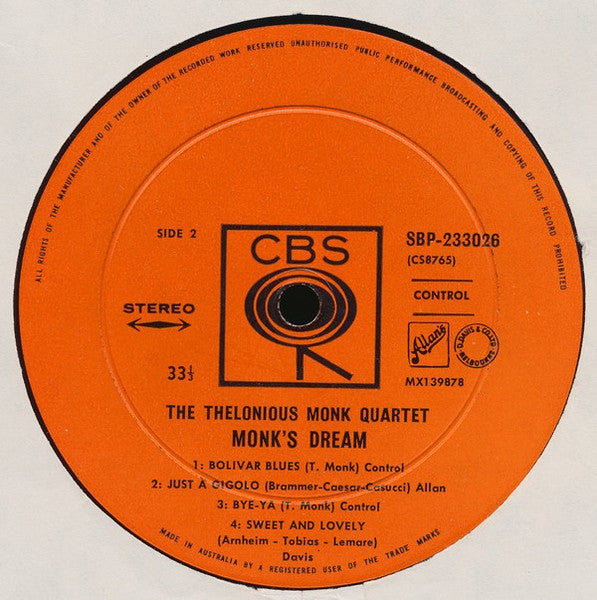 ALL RIGHTS OF THE MANUFACTURER AND OF THE OWNER OF THE RECORDED WORK RESERVED UNAUTHORISED PUBLIC PERFORMANCE BROADCASTING AND COPYING OF THIS RECORD PROHIBITED
SIDE 2
CBS
SBP-233026
(CS8765)
STEREO
CONTROL
Allan's
D.DAVIS & CO.
MELBOURNE
33⅓
MX139878
THE THELONIOUS MONK QUARTET
MONK'S DREAM
1: BOLIVAR BLUES (T. Monk) Control
2: JUST A GIGOLO (Brammer-Caesar-Casucci) Allan
3: BYE-YA (T. Monk) Control
4: SWEET AND LOVELY
(Arnheim - Tobias - Lemare)
Davis
MADE IN AUSTRALIA BY A REGISTERED USER OF THE TRADE MARKS